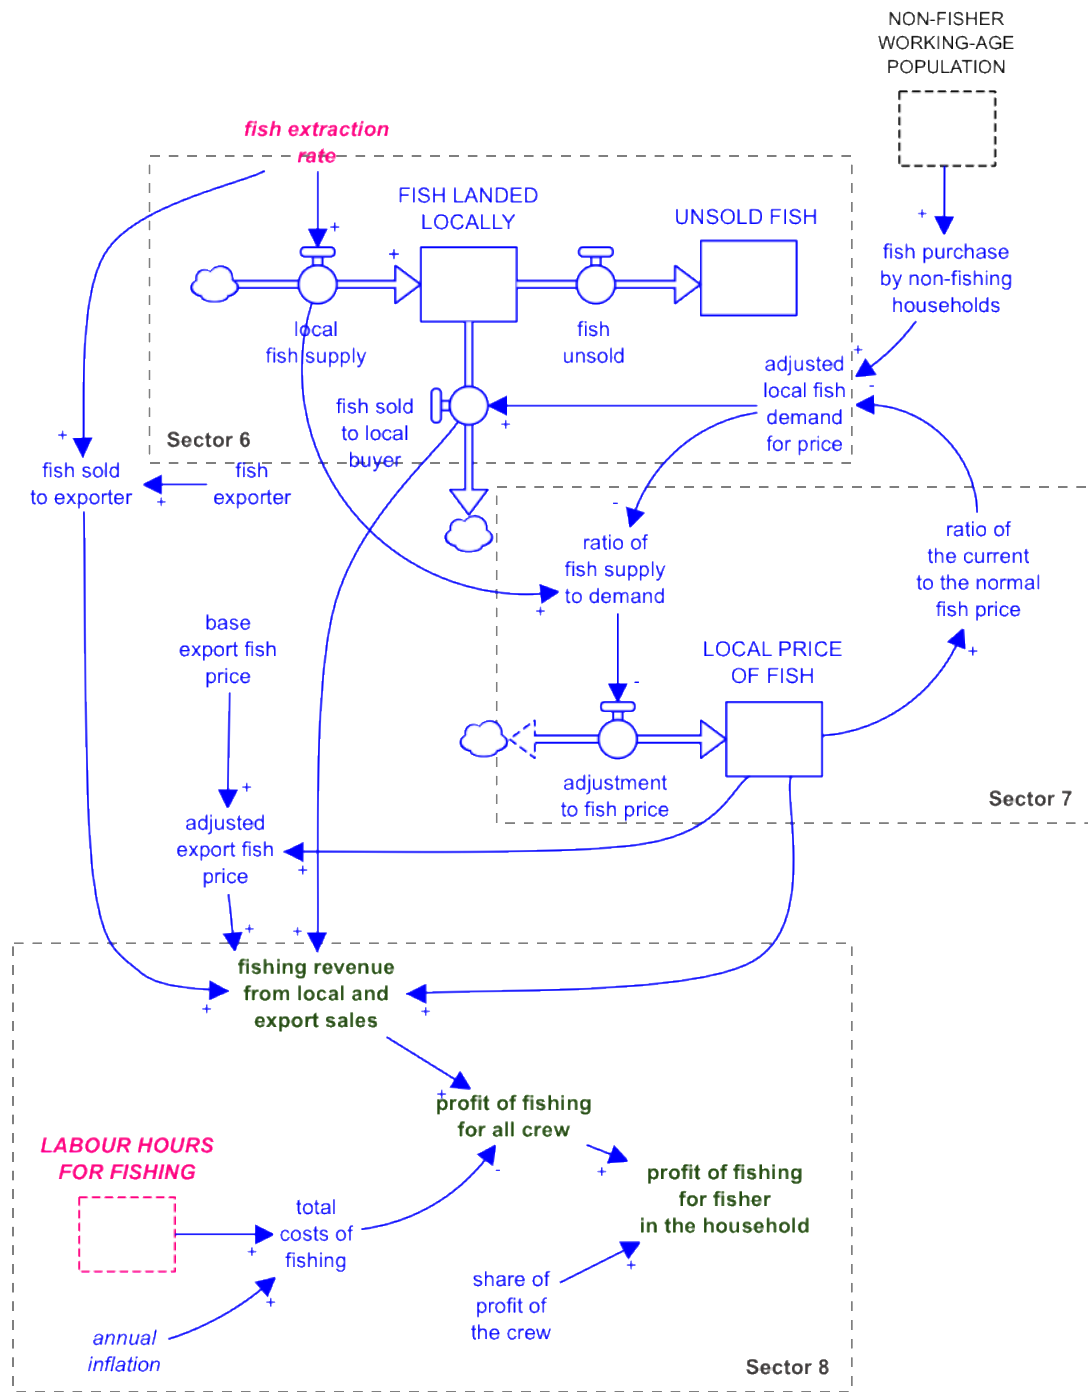 NON-FISHER
WORKING-AGE
POPULATION
fish extraction
rate
+
FISH LANDED
LOCALLY
UNSOLD FISH
+
+
fish purchase
by non-fishing
households
local
fish supply
fish
unsold
+
adjusted
local fish
demand
for price
-
fish sold
to local
buyer
+
Sector 6
+
fish sold
to exporter
fish
exporter
+
-
ratio of
fish supply
to demand
+
ratio of
the current
to the normal
fish price
+
base
export fish
price
LOCAL PRICE
OF FISH
-
adjustment
to fish price
Sector 7
+
adjusted
export fish
price
+
+
+
fishing revenue
from local and
export sales
+
+
+
profit of fishing
for all crew
-
LABOUR HOURS
FOR FISHING
+
profit of fishing
for fisher
in the household
total
costs of
fishing
+
+
share of
profit of
the crew
+
annual
inflation
Sector 8